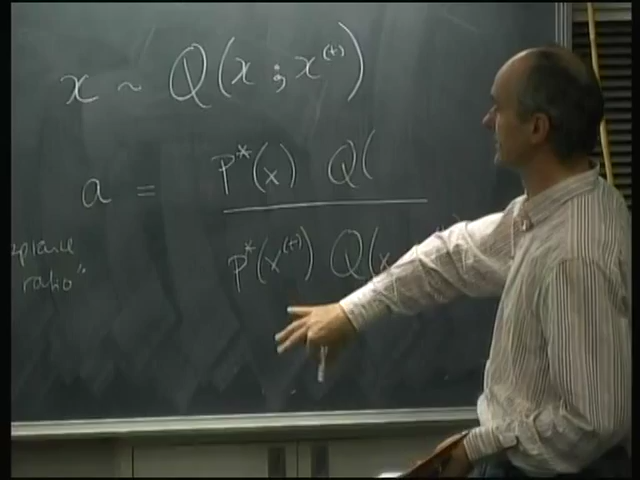 x ~ Q(x ; x^(t))
a = P*(x) Q( / P*(x^(t)) Q(x
ratio"